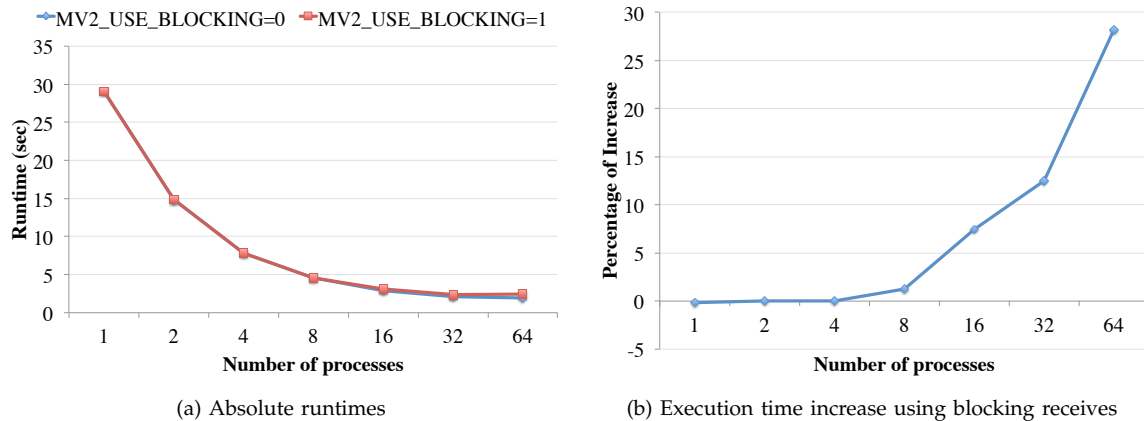 MV2_USE_BLOCKING=0 MV2_USE_BLOCKING=1
35
30
25
20
15
10
5
0
Runtime (sec)
1 2 4 8 16 32 64
Number of processes
(a) Absolute runtimes
30
25
20
15
10
5
0
-5
Percentage of Increase
1 2 4 8 16 32 64
Number of processes
(b) Execution time increase using blocking receives